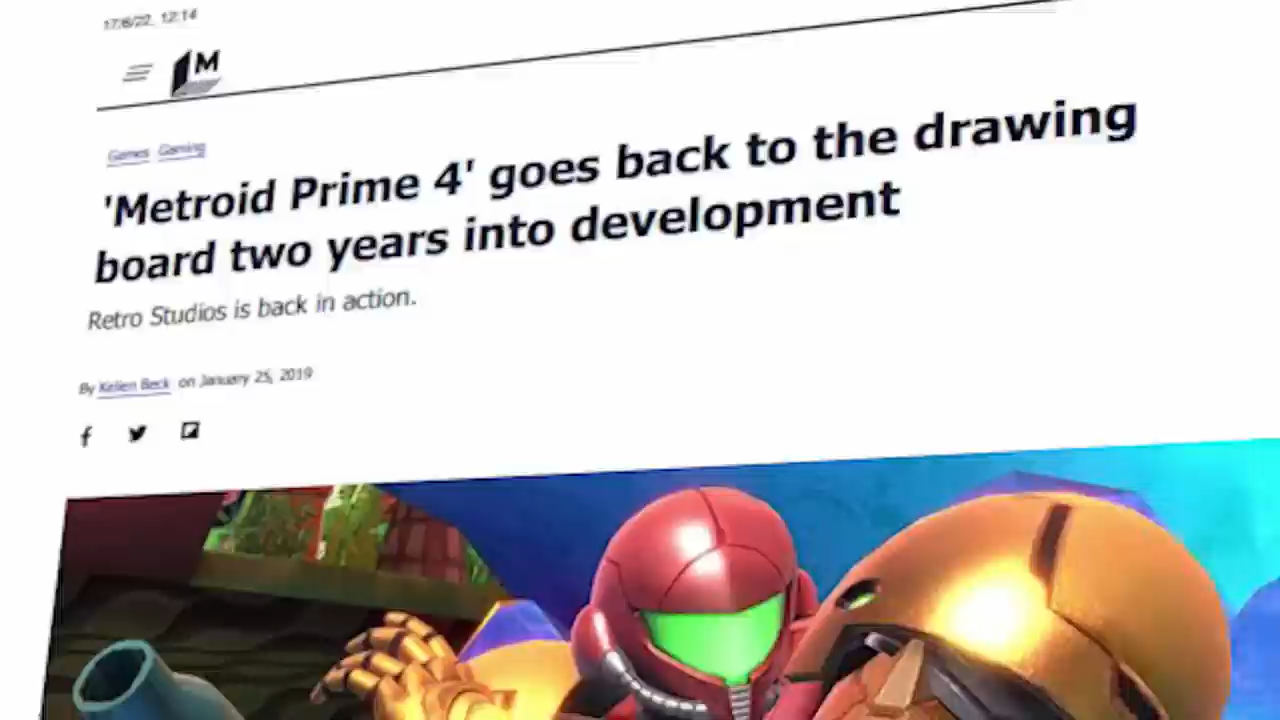 17/6/22, 12:14
M
Games Gaming
'Metroid Prime 4' goes back to the drawing
board two years into development
Retro Studios is back in action.
By Kellen Beck on January 25, 2019